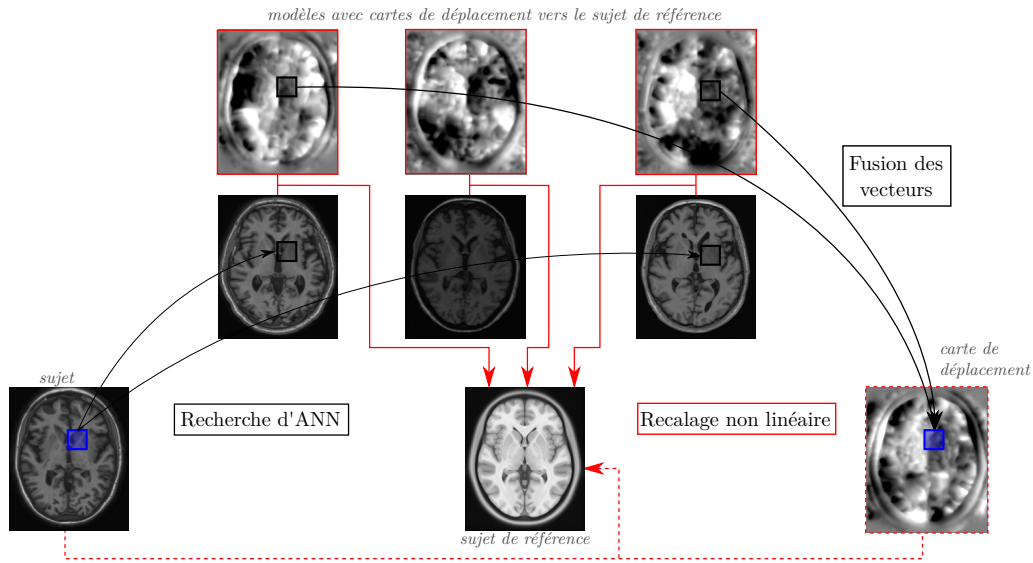 modèles avec cartes de déplacement vers le sujet de référence
Fusion des
vecteurs
sujet
carte de
déplacement
Recherche d'ANN
Recalage non linéaire
sujet de référence